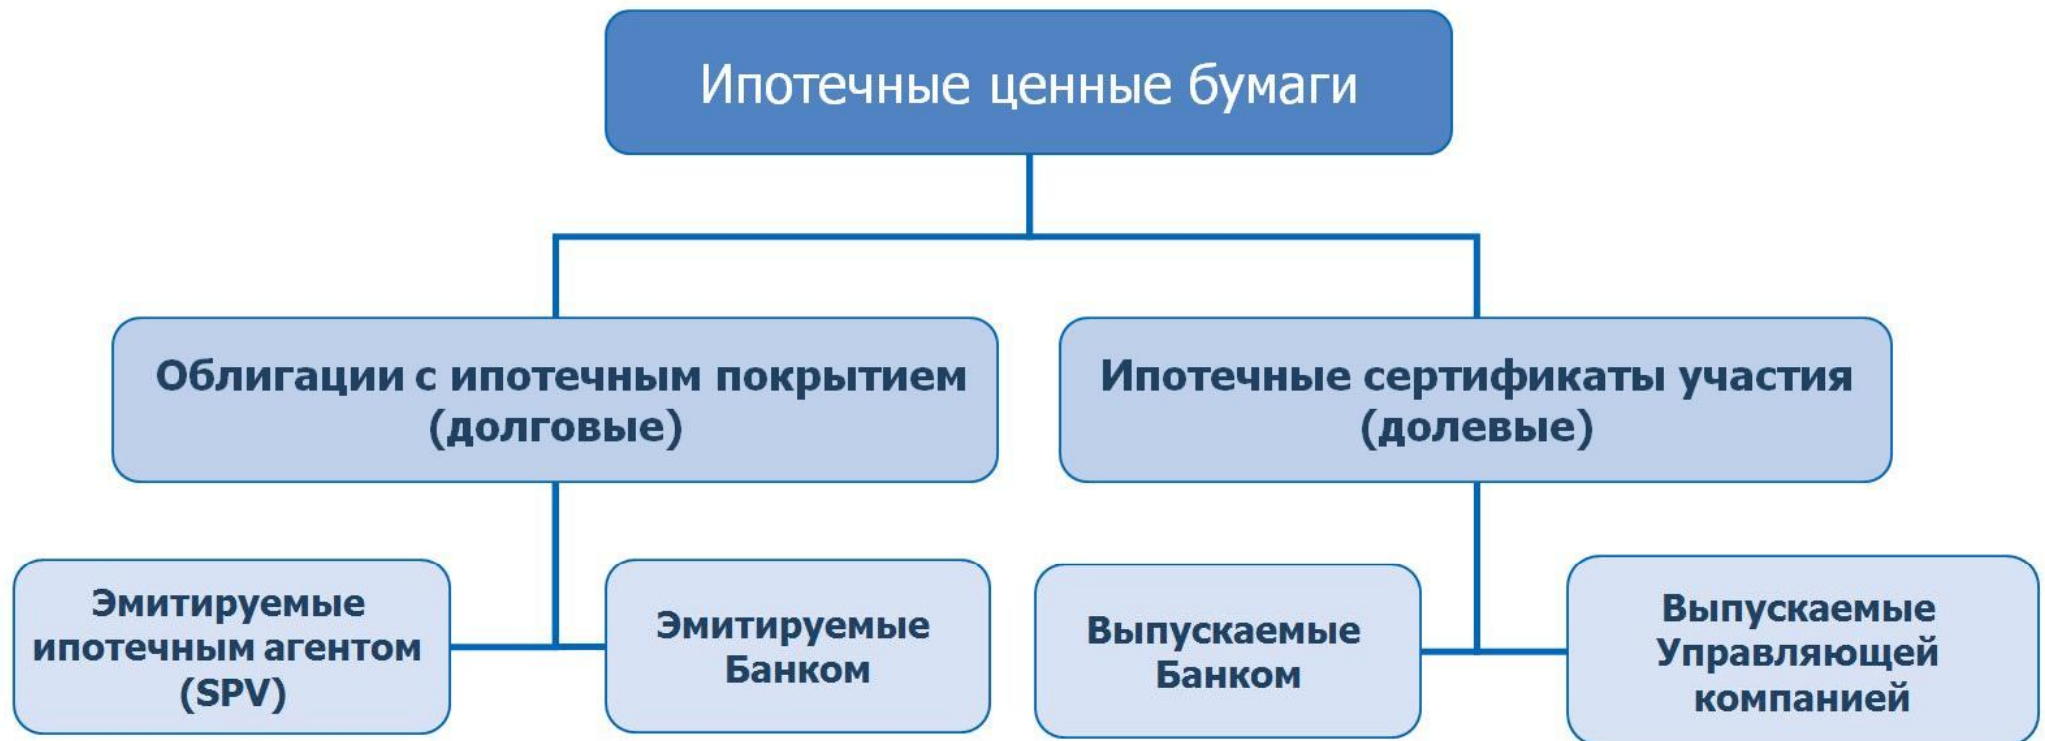 Ипотечные ценные бумаги
Облигации с ипотечным покрытием
(долговые)
Ипотечные сертификаты участия
(долевые)
Эмитируемые
ипотечным агентом
(SPV)
Эмитируемые
Банком
Выпускаемые
Банком
Выпускаемые
Управляющей
компанией